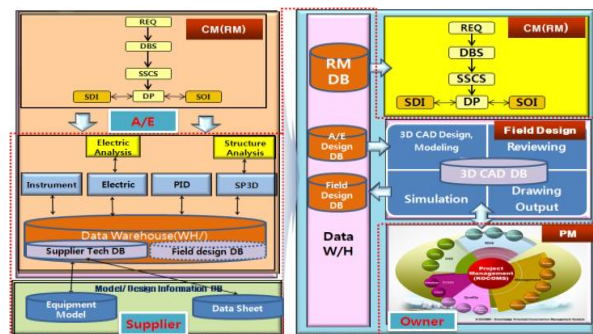 REQ
CM(RM)
DBS
SSCS
SDI
DP
SOI
A/E
Electric
Analysis
Structure
Analysis
Instrument
Electric
PID
SP3D
Data Warehouse(WH/)
Supplier Tech DB
Field design DB
Model/ Design Information DB
Equipment
Model
Data Sheet
Supplier
RM
DB
A/E
Design DB
Field
Design DB
Data
W/H
REQ
CM(RM)
DBS
SSCS
SDI
DP
SOI
Field Design
3D CAD Design,
Modeling
Reviewing
3D CAD DB
Simulation
Drawing
Output
PM
Project
Management
(KOCOMS)
Quality
Owner